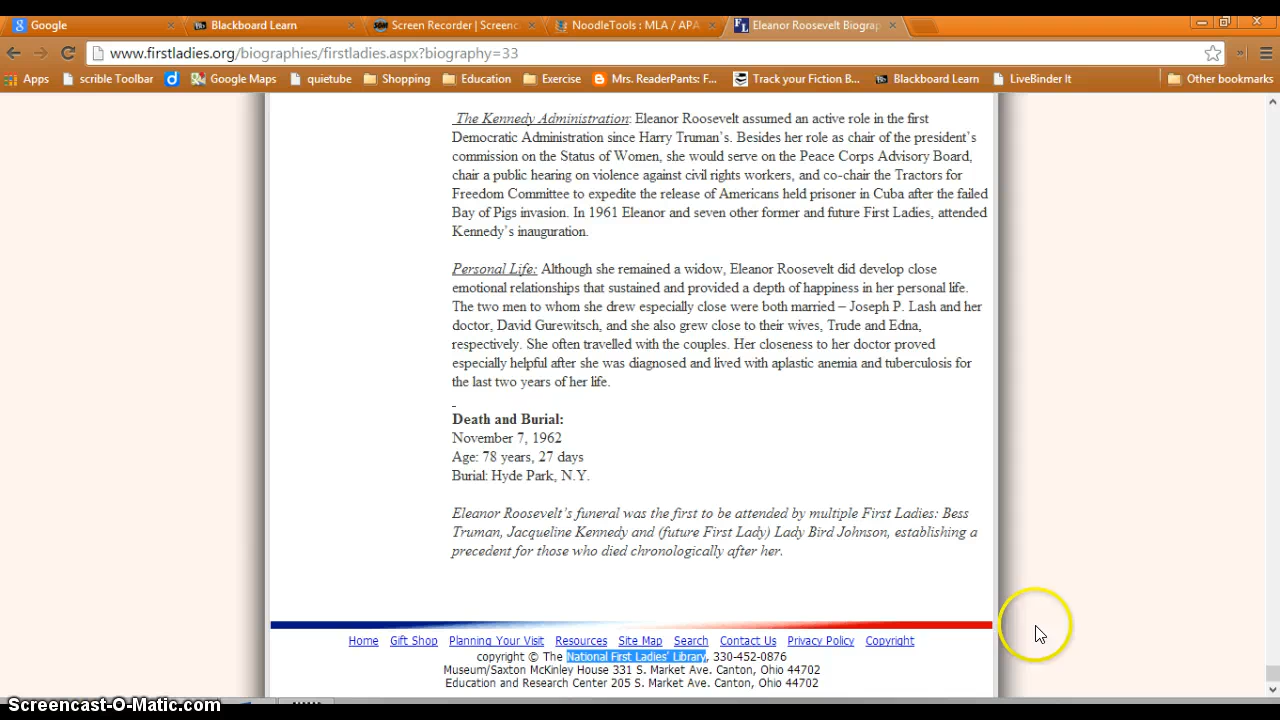 Google
Blackboard Learn
Screen Recorder | Screenc
NoodleTools : MLA / APA
Eleanor Roosevelt Biograp
www.firstladies.org/biographies/firstladies.aspx?biography=33
Apps
scrible Toolbar
Google Maps
quietube
Shopping
Education
Exercise
Mrs. ReaderPants: F...
Track your Fiction B...
Blackboard Learn
LiveBinder It
Other bookmarks
The Kennedy Administration: Eleanor Roosevelt assumed an active role in the first
Democratic Administration since Harry Truman's. Besides her role as chair of the president's
commission on the Status of Women, she would serve on the Peace Corps Advisory Board,
chair a public hearing on violence against civil rights workers, and co-chair the Tractors for
Freedom Committee to expedite the release of Americans held prisoner in Cuba after the failed
Bay of Pigs invasion. In 1961 Eleanor and seven other former and future First Ladies, attended
Kennedy's inauguration.
Personal Life: Although she remained a widow, Eleanor Roosevelt did develop close
emotional relationships that sustained and provided a depth of happiness in her personal life.
The two men to whom she drew especially close were both married – Joseph P. Lash and her
doctor, David Gurewitsch, and she also grew close to their wives, Trude and Edna,
respectively. She often travelled with the couples. Her closeness to her doctor proved
especially helpful after she was diagnosed and lived with aplastic anemia and tuberculosis for
the last two years of her life.
Death and Burial:
November 7, 1962
Age: 78 years, 27 days
Burial: Hyde Park, N.Y.
Eleanor Roosevelt's funeral was the first to be attended by multiple First Ladies: Bess
Truman, Jacqueline Kennedy and (future First Lady) Lady Bird Johnson, establishing a
precedent for those who died chronologically after her.
Home Gift Shop Planning Your Visit Resources Site Map Search Contact Us Privacy Policy Copyright
copyright © The National First Ladies' Library, 330-452-0876
Museum/Saxton McKinley House 331 S. Market Ave. Canton, Ohio 44702
Education and Research Center 205 S. Market Ave. Canton, Ohio 44702
Screencast-O-Matic.com